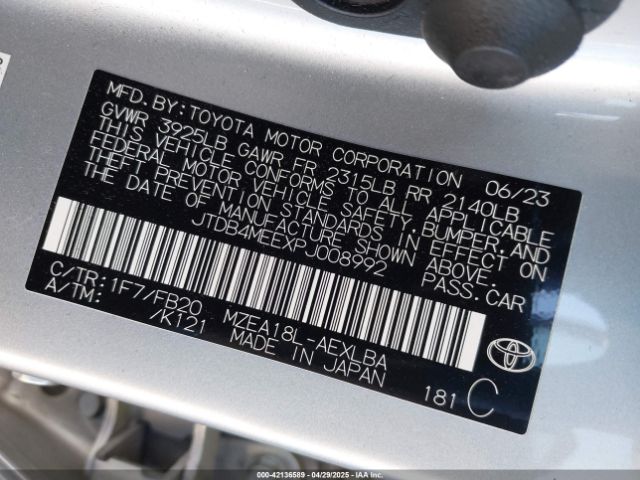 MFD. BY: TOYOTA MOTOR CORPORATION 06/23
GVWR 3925LB GAWR FR 2315LB RR 2140LB
THIS VEHICLE CONFORMS TO ALL APPLICABLE
FEDERAL MOTOR VEHICLE SAFETY, BUMPER, AND
THEFT PREVENTION STANDARDS IN EFFECT ON
THE DATE OF MANUFACTURE SHOWN ABOVE.
JTDB4MEEXPJ008992 PASS. CAR
C/TR: 1F7/FB20 MZEA18L-AEXLBA
A/TM: /K121 MADE IN JAPAN
181 C
000-42136589 04/29/2025 IAAI.COM